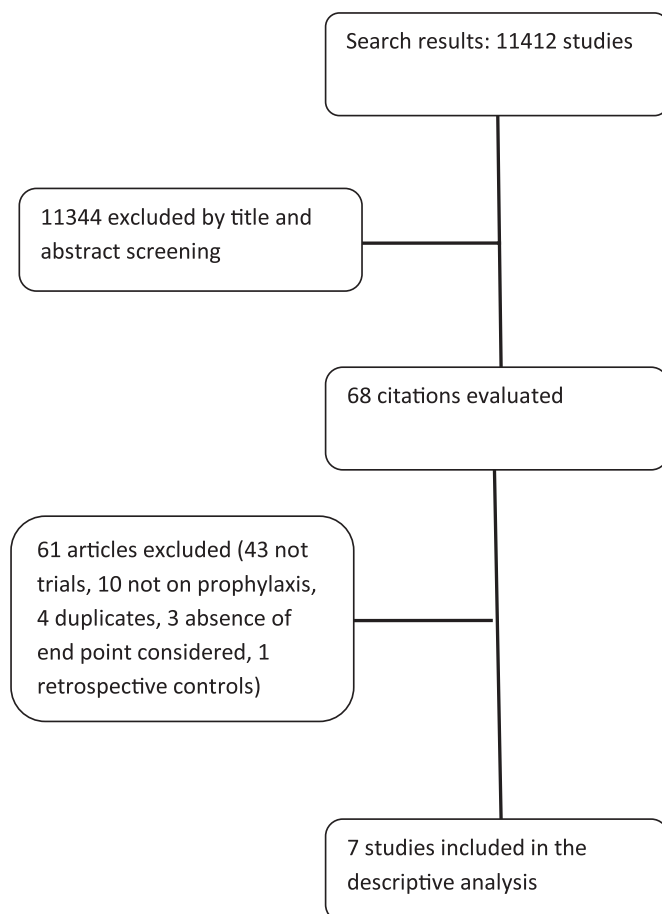 Search results: 11412 studies
11344 excluded by title and
abstract screening
68 citations evaluated
61 articles excluded (43 not
trials, 10 not on prophylaxis,
4 duplicates, 3 absence of
end point considered, 1
retrospective controls)
7 studies included in the
descriptive analysis